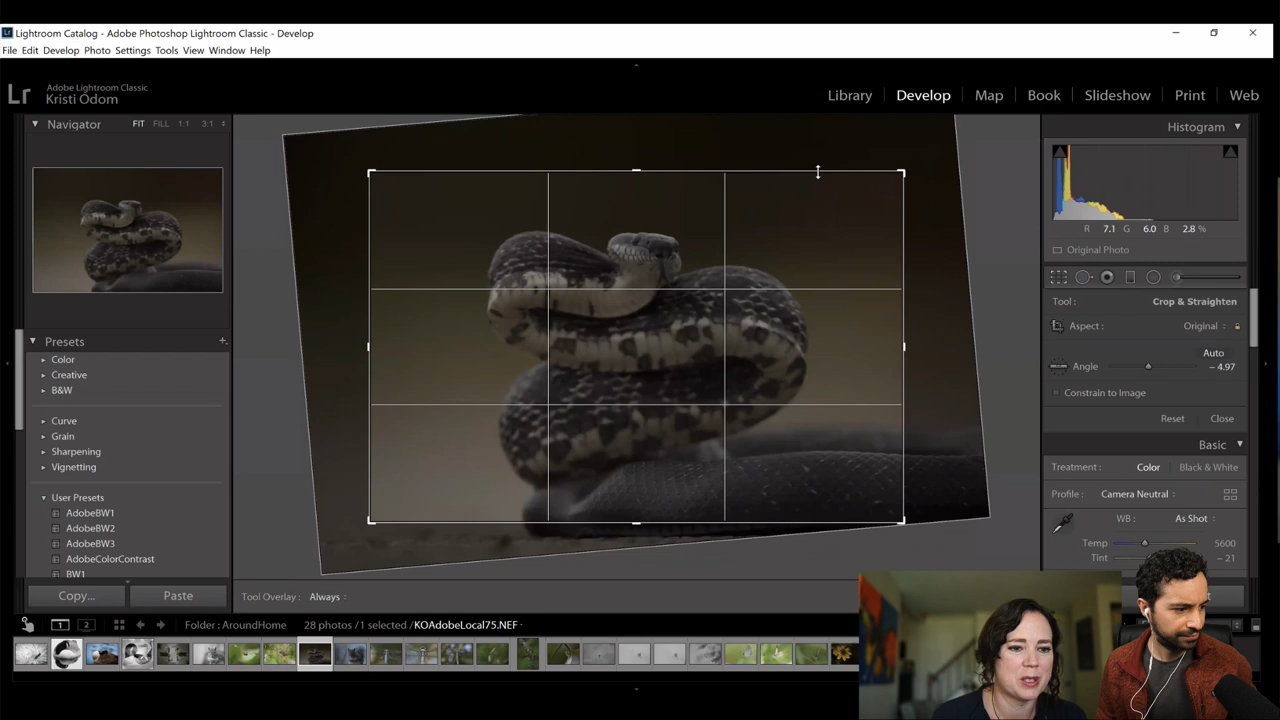 Lightroom Catalog - Adobe Photoshop Lightroom Classic - Develop
File Edit Develop Photo Settings Tools View Window Help
Lr
Adobe Lightroom Classic
Kristi Odom
Library Develop Map Book Slideshow Print Web
Navigator FIT FILL 1:1 3:1
Histogram
R 7.1 G 6.0 B 2.8 %
Original Photo
Tool : Crop & Straighten
Aspect : Original
Auto
Angle - 4.97
Constrain to Image
Reset Close
Basic
Treatment : Color Black & White
Profile : Camera Neutral
WB : As Shot
Temp 5600
Tint - 21
Presets +
Color
Creative
B&W
Curve
Grain
Sharpening
Vignetting
User Presets
AdobeBW1
AdobeBW2
AdobeBW3
AdobeColorContrast
BW1
Copy... Paste
Tool Overlay : Always
1 2 Folder : AroundHome 28 photos /1 selected /KOAdobeLocal75.NEF